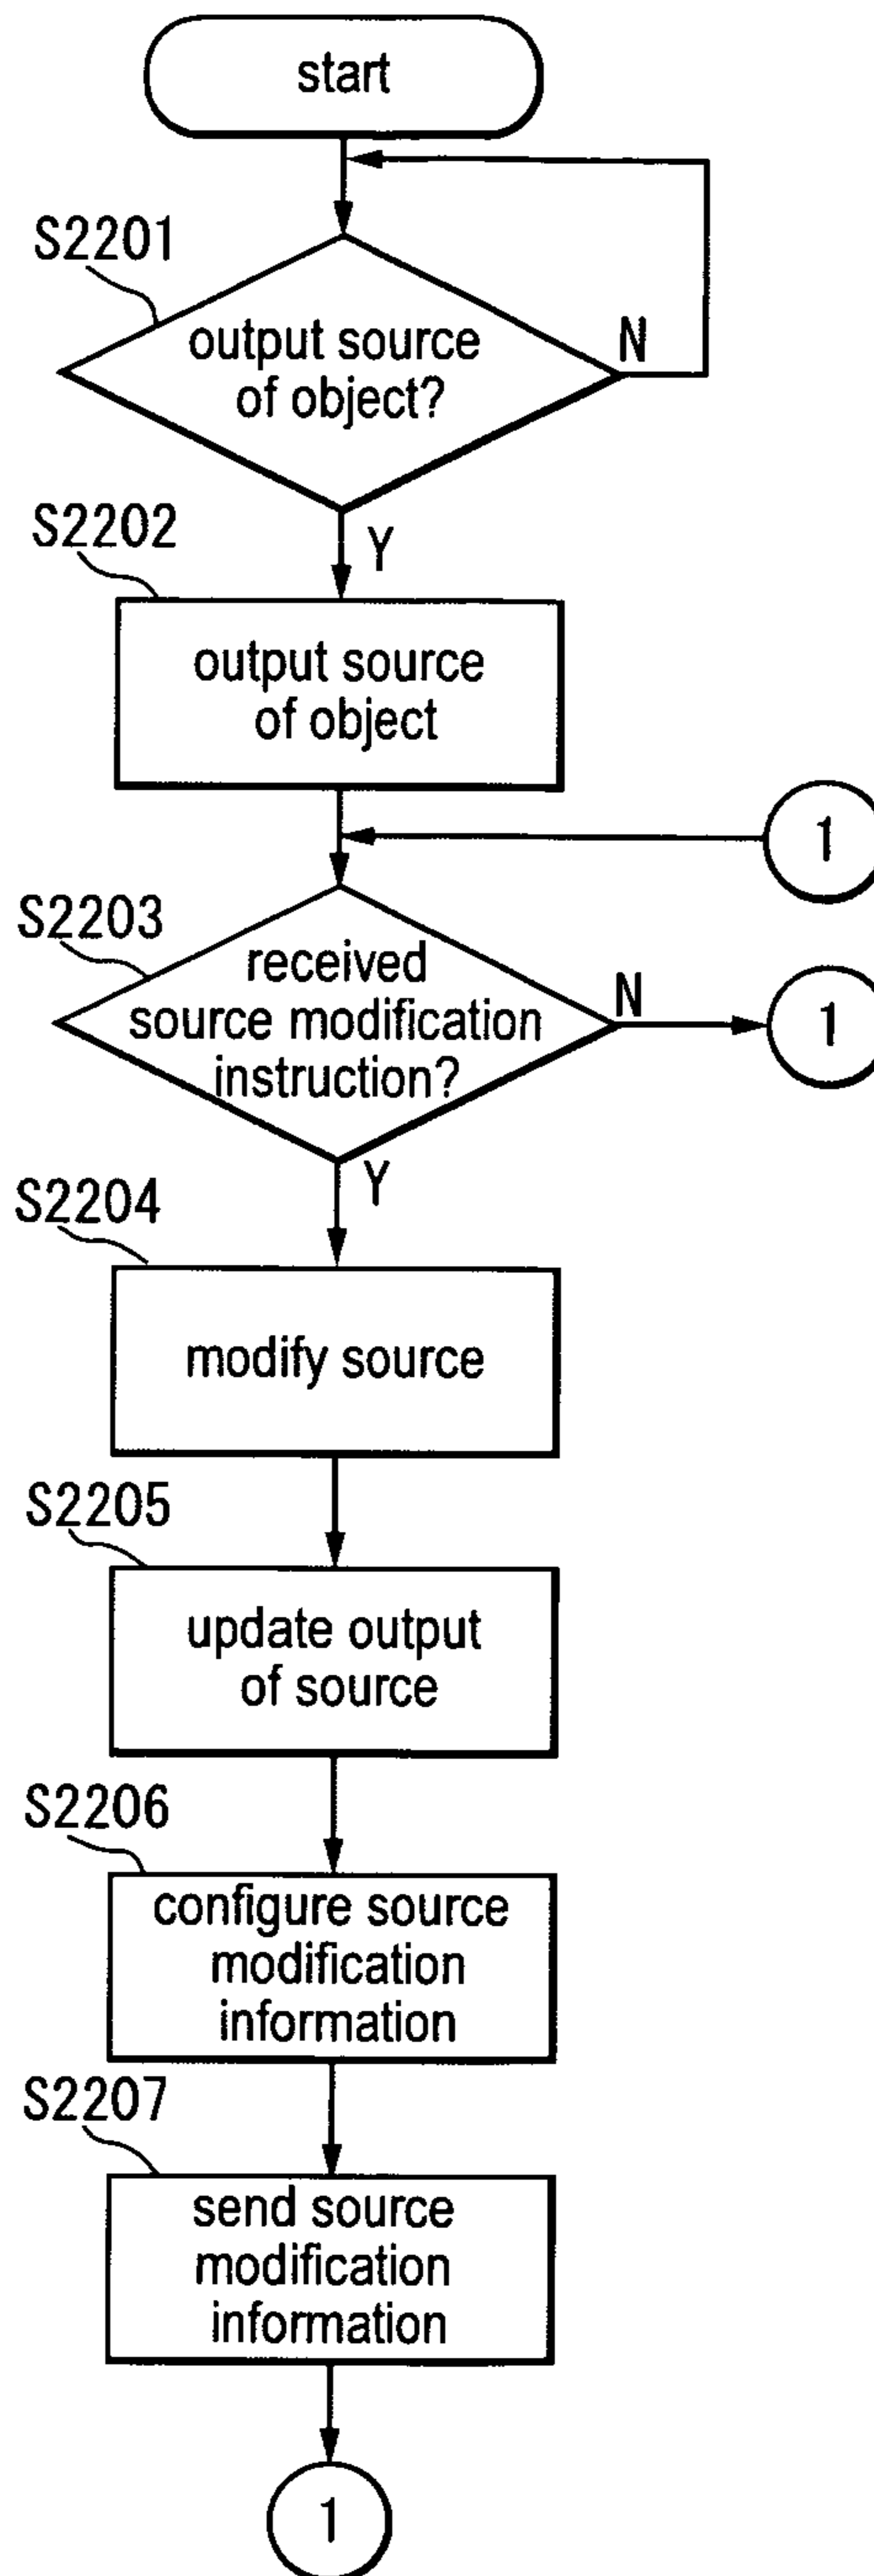 start
S2201
output source
of object?
N
Y
S2202
output source
of object
1
S2203
received
source modification
instruction?
N
1
Y
S2204
modify source
S2205
update output
of source
S2206
configure source
modification
information
S2207
send source
modification
information
1